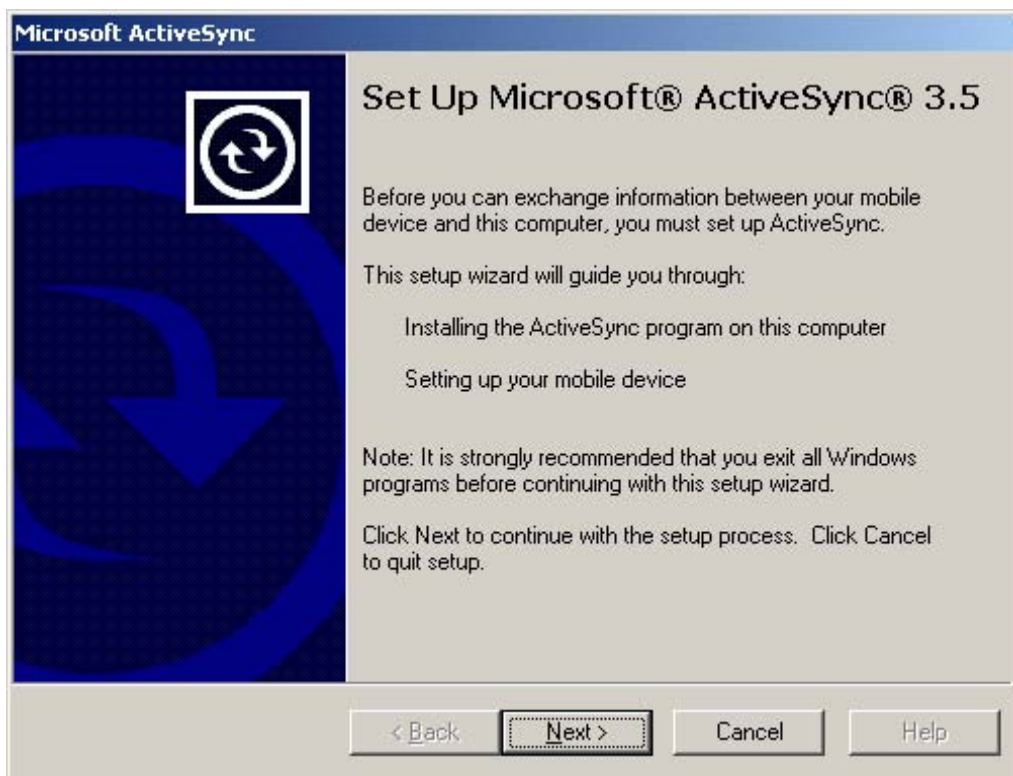 Microsoft ActiveSync
Set Up Microsoft® ActiveSync® 3.5
Before you can exchange information between your mobile
device and this computer, you must set up ActiveSync.
This setup wizard will guide you through:
Installing the ActiveSync program on this computer
Setting up your mobile device
Note: It is strongly recommended that you exit all Windows
programs before continuing with this setup wizard.
Click Next to continue with the setup process.  Click Cancel
to quit setup.
< Back Next > Cancel Help